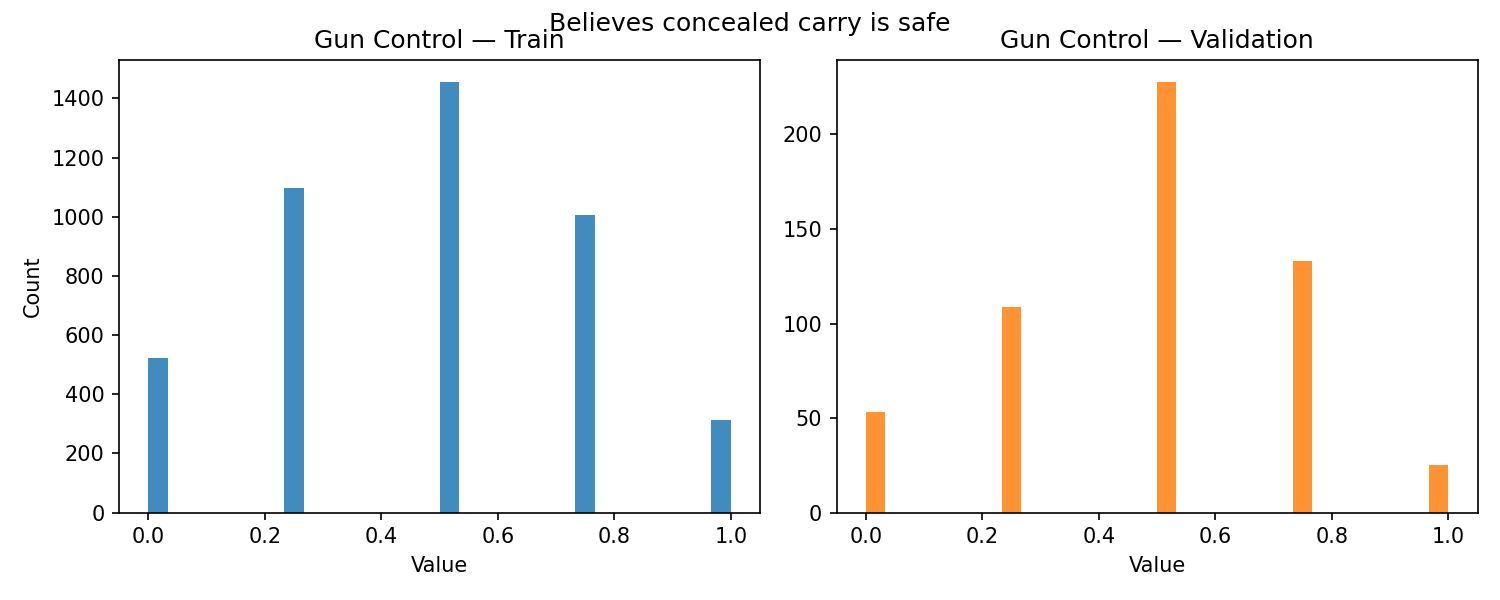 Believes concealed carry is safe
Gun Control — Train
Gun Control — Validation
1400
1200
1000
800
600
400
200
0
Count
0.0 0.2 0.4 0.6 0.8 1.0
Value
200
150
100
50
0
0.0 0.2 0.4 0.6 0.8 1.0
Value